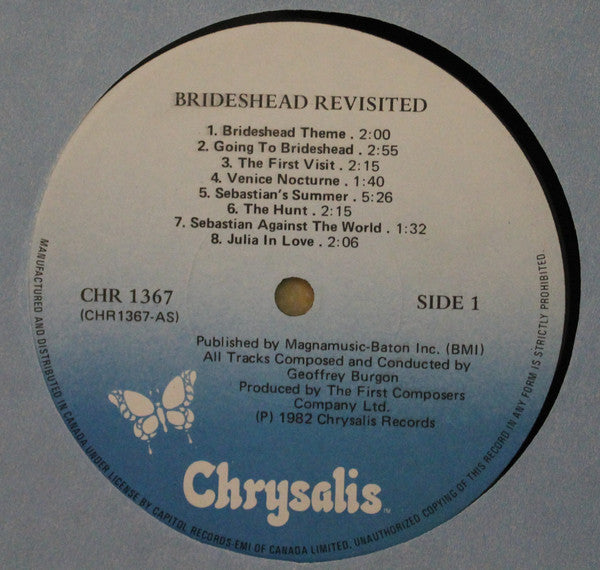 BRIDESHEAD REVISITED
1. Brideshead Theme . 2:00
2. Going To Brideshead . 2:55
3. The First Visit . 2:15
4. Venice Nocturne . 1:40
5. Sebastian's Summer . 5:26
6. The Hunt . 2:15
7. Sebastian Against The World . 1:32
8. Julia In Love . 2:06
CHR 1367
(CHR1367-AS)
SIDE 1
Published by Magnamusic-Baton Inc. (BMI)
All Tracks Composed and Conducted by
Geoffrey Burgon
Produced by The First Composers
Company Ltd.
(P) 1982 Chrysalis Records
Chrysalis TM
MANUFACTURED AND DISTRIBUTED IN CANADA UNDER LICENSE BY CAPITOL RECORDS-EMI OF CANADA LIMITED. UNAUTHORIZED COPYING OF THIS RECORD IN ANY FORM IS STRICTLY PROHIBITED.